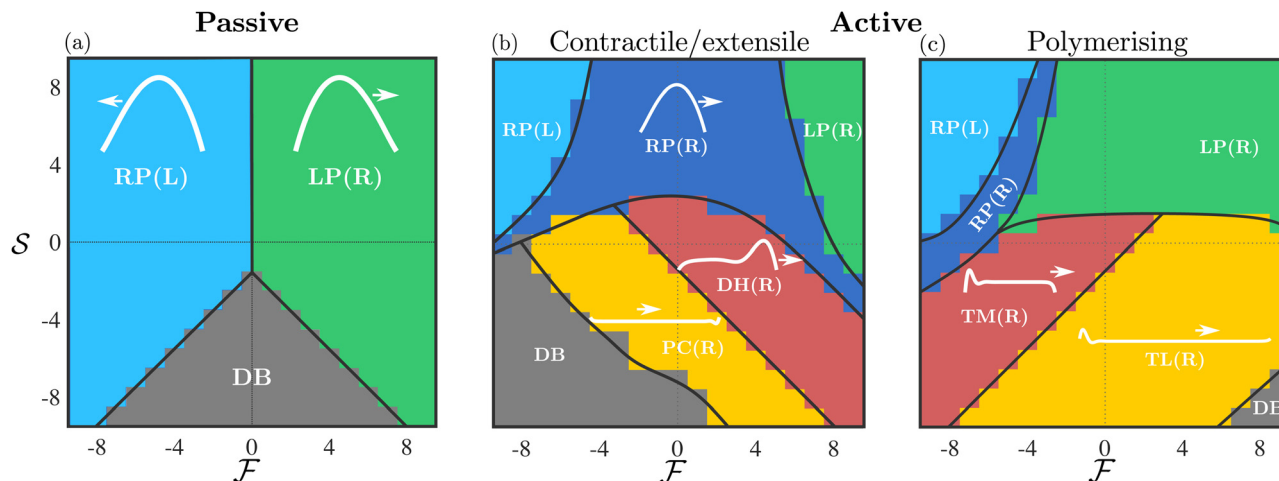 Passive
Active
(a)
(b)
Contractile/extensile
(c)
Polymerising
8
4
0
-4
-8
S
RP(L)
LP(R)
DB
RP(L)
RP(R)
LP(R)
DH(R)
PC(R)
DB
RP(L)
RP(R)
LP(R)
TM(R)
TL(R)
DB
-8 -4 0 4 8
-8 -4 0 4 8
-8 -4 0 4 8
F
F
F